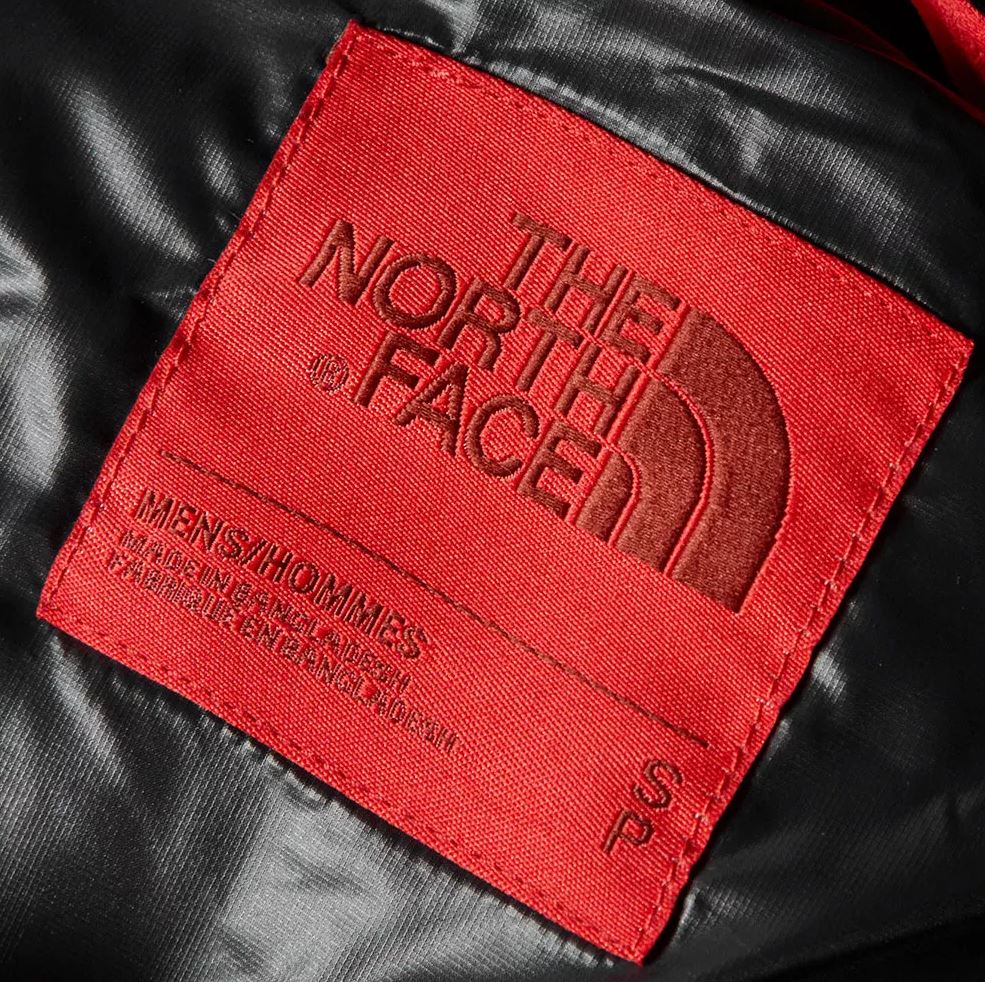 THE
NORTH
FACE
®
MENS/HOMMES
MADE IN BANGLADESH
FABRIQUE EN BANGLADESH
S
P